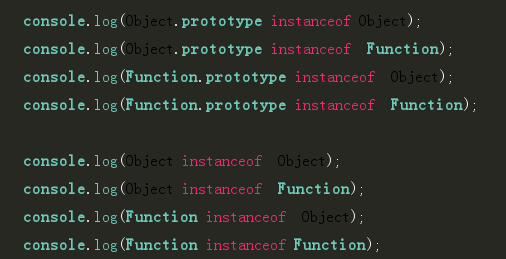 console.log(Object.prototype instanceof Object);
console.log(Object.prototype instanceof  Function);
console.log(Function.prototype instanceof  Object);
console.log(Function.prototype instanceof  Function);
console.log(Object instanceof  Object);
console.log(Object instanceof  Function);
console.log(Function instanceof  Object);
console.log(Function instanceof Function);